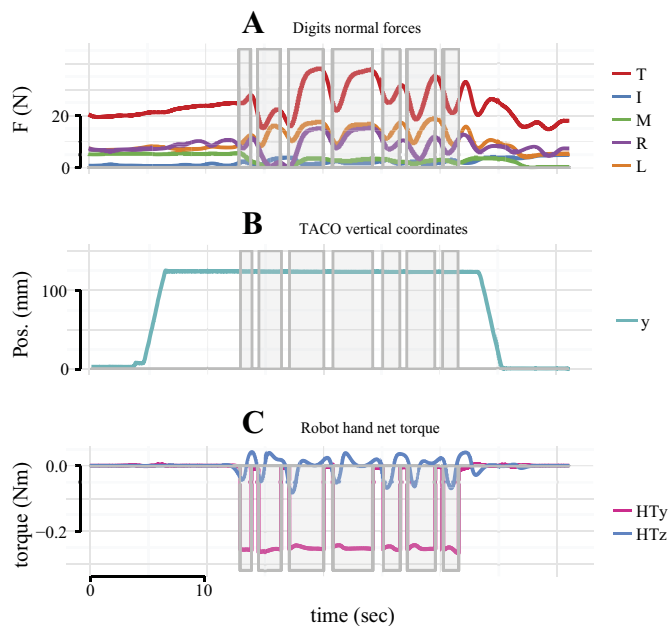 A
Digits normal forces
F (N)
20
0
T
I
M
R
L
B
TACO vertical coordinates
Pos. (mm)
100
0
y
C
Robot hand net torque
torque (Nm)
0.0
−0.2
HTy
HTz
0
10
time (sec)